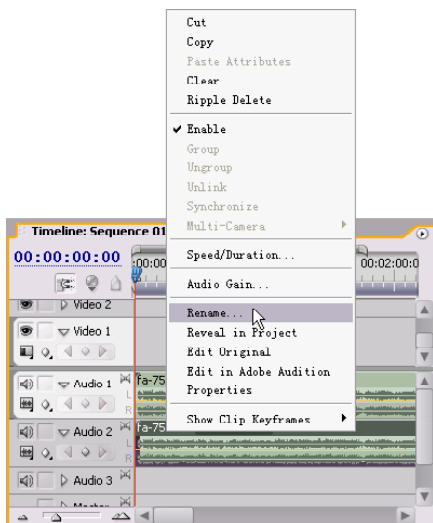 Cut
Copy
Paste Attributes
Clear
Ripple Delete
Enable
Group
Ungroup
Unlink
Synchronize
Multi-Camera
Speed/Duration...
Audio Gain...
Rename...
Reveal in Project
Edit Original
Edit in Adobe Audition
Properties
Show Clip Keyframes
Timeline: Sequence 01
00:00:00:00
:00:00
00:02:00:0
Video 2
Video 1
Audio 1
fa-75
L
R
Audio 2
fa-75
L
R
Audio 3
Master